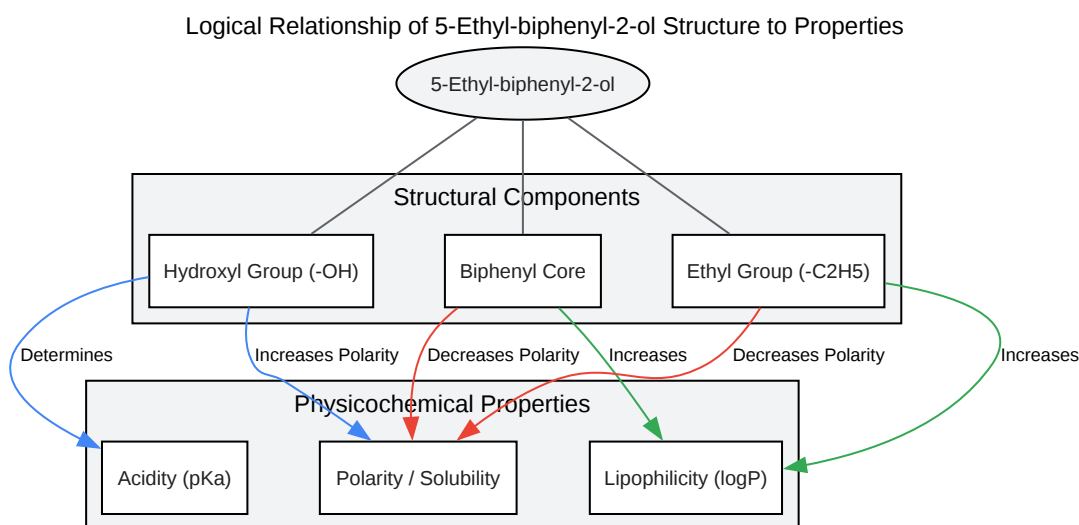 Logical Relationship of 5-Ethyl-biphenyl-2-ol Structure to Properties
5-Ethyl-biphenyl-2-ol
Structural Components
Hydroxyl Group (-OH)
Biphenyl Core
Ethyl Group (-C2H5)
Determines
Increases Polarity
Decreases Polarity
Increases
Decreases Polarity
Increases
Physicochemical Properties
Acidity (pKa)
Polarity / Solubility
Lipophilicity (logP)